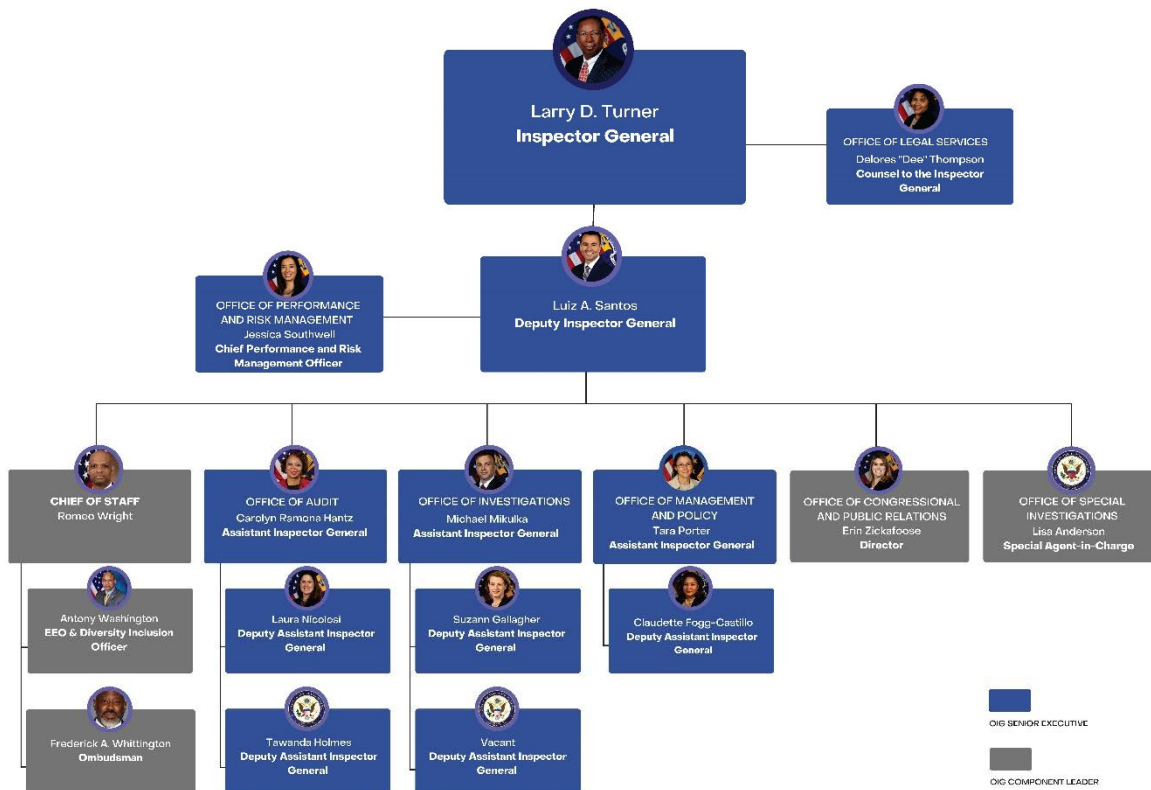 Larry D. Turner
Inspector General
OFFICE OF LEGAL SERVICES
Delores "Dee" Thompson
Counsel to the Inspector
General
Luiz A. Santos
Deputy Inspector General
OFFICE OF PERFORMANCE
AND RISK MANAGEMENT
Jessica Southwell
Chief Performance and Risk
Management Officer
CHIEF OF STAFF
Romeo Wright
OFFICE OF AUDIT
Carolyn Ramona Hantz
Assistant Inspector General
OFFICE OF INVESTIGATIONS
Michael Mikulka
Assistant Inspector General
OFFICE OF MANAGEMENT
AND POLICY
Tara Porter
Assistant Inspector General
OFFICE OF CONGRESSIONAL
AND PUBLIC RELATIONS
Erin Zickafoose
Director
OFFICE OF SPECIAL
INVESTIGATIONS
Lisa Anderson
Special Agent-in-Charge
Antony Washington
EEO & Diversity Inclusion
Officer
Laura Nicolosi
Deputy Assistant Inspector
General
Suzann Gallagher
Deputy Assistant Inspector
General
Claudette Fogg-Castillo
Deputy Assistant Inspector
General
Frederick A. Whittington
Ombudsman
Tawanda Holmes
Deputy Assistant Inspector
General
Vacant
Deputy Assistant Inspector
General
OIG SENIOR EXECUTIVE
OIG COMPONENT LEADER